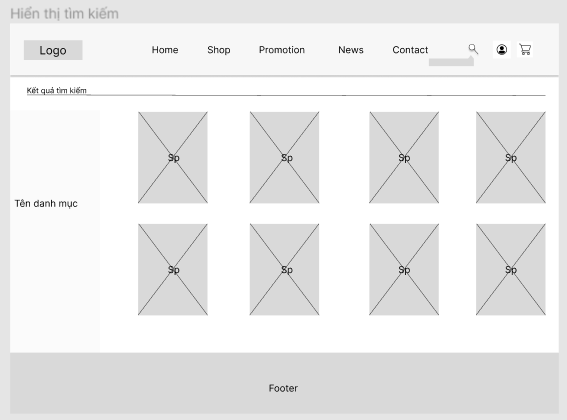 Hiển thị tìm kiếm
Logo Home Shop Promotion News Contact
Kết quả tìm kiếm
Sp Sp Sp Sp
Tên danh mục
Sp Sp Sp Sp
Footer